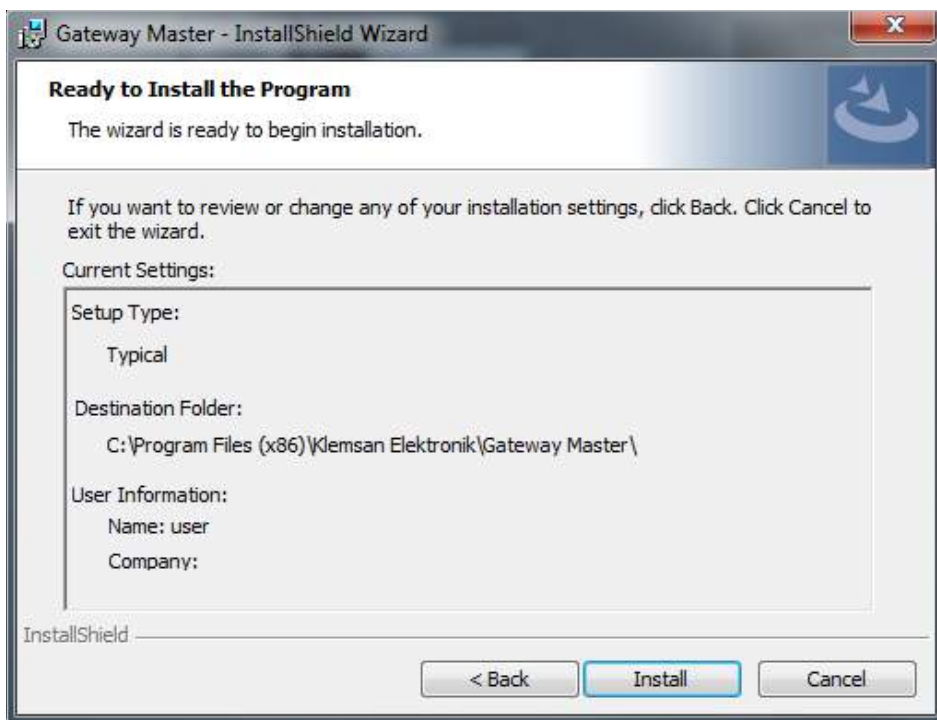 Gateway Master - InstallShield Wizard
Ready to Install the Program
The wizard is ready to begin installation.
If you want to review or change any of your installation settings, click Back. Click Cancel to
exit the wizard.
Current Settings:
Setup Type:
Typical
Destination Folder:
C:\Program Files (x86)\Klemsan Elektronik\Gateway Master\
User Information:
Name: user
Company:
InstallShield
< Back
Install
Cancel